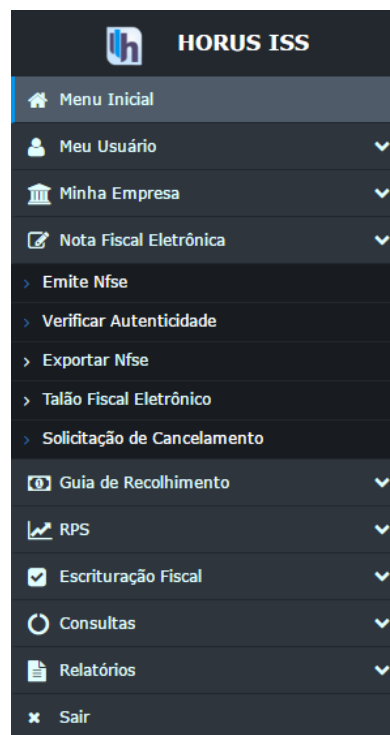 HORUS ISS
Menu Inicial
Meu Usuário
Minha Empresa
Nota Fiscal Eletrônica
Emite Nfse
Verificar Autenticidade
Exportar Nfse
Talão Fiscal Eletrônico
Solicitação de Cancelamento
Guia de Recolhimento
RPS
Escrituração Fiscal
Consultas
Relatórios
Sair